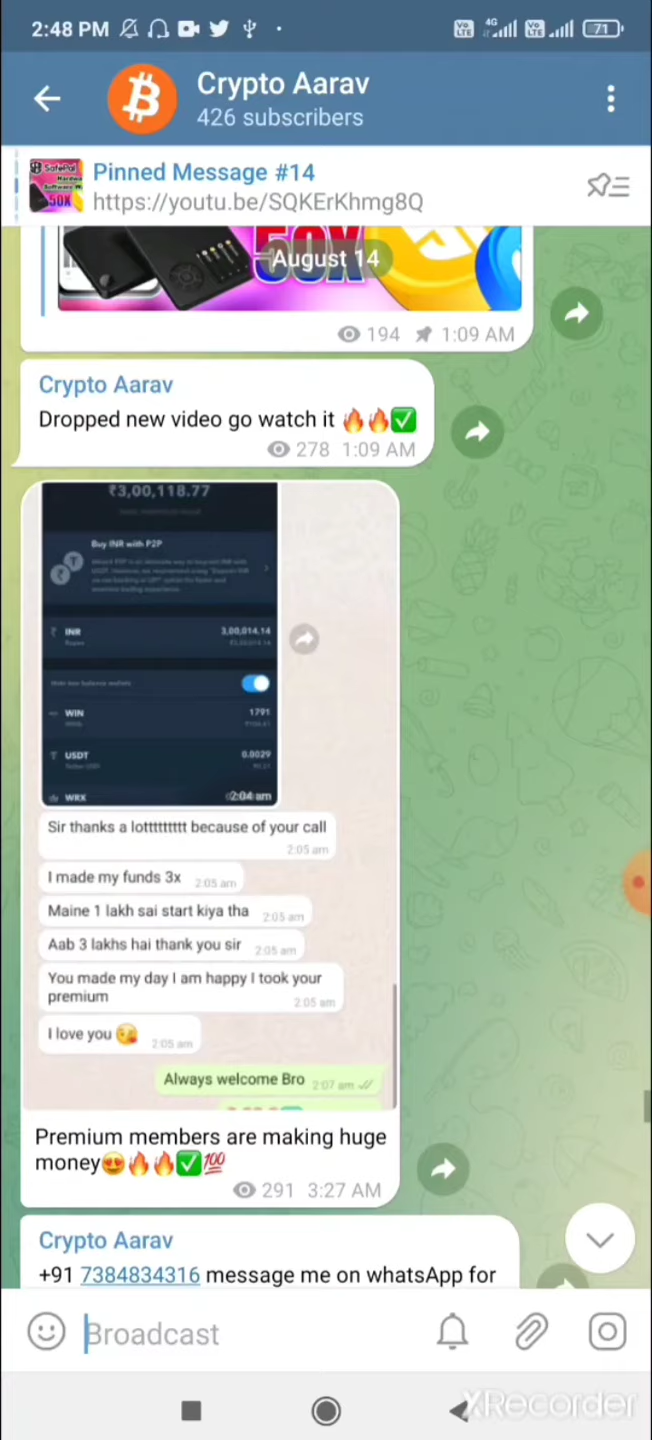 2:48 PM
4G
71
Crypto Aarav
426 subscribers
SafePal
50X
Pinned Message #14
https://youtu.be/SQKErKhmg8Q
50X
August 14
194 1:09 AM
Crypto Aarav
Dropped new video go watch it 🔥🔥✅
278 1:09 AM
₹3,00,118.77
Buy INR with P2P
INR 3,00,014.14
WIN 1791
USDT 0.0029
WRX
2:04 am
Sir thanks a lottttttttt because of your call
2:05 am
I made my funds 3x 2:05 am
Maine 1 lakh sai start kiya tha 2:05 am
Aab 3 lakhs hai thank you sir 2:05 am
You made my day I am happy I took your
premium 2:05 am
I love you 😘 2:05 am
Always welcome Bro 2:07 am
Premium members are making huge
money😍🔥🔥✅💯
291 3:27 AM
Crypto Aarav
+91 7384834316 message me on whatsApp for
Broadcast
XRecorder